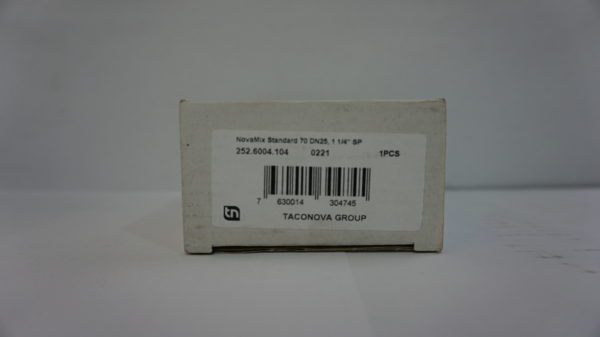 NovaMix Standard 70 DN25, 1 1/4" SP
252.6004.104 0221 1PCS
7 630014 304745
TACONOVA GROUP